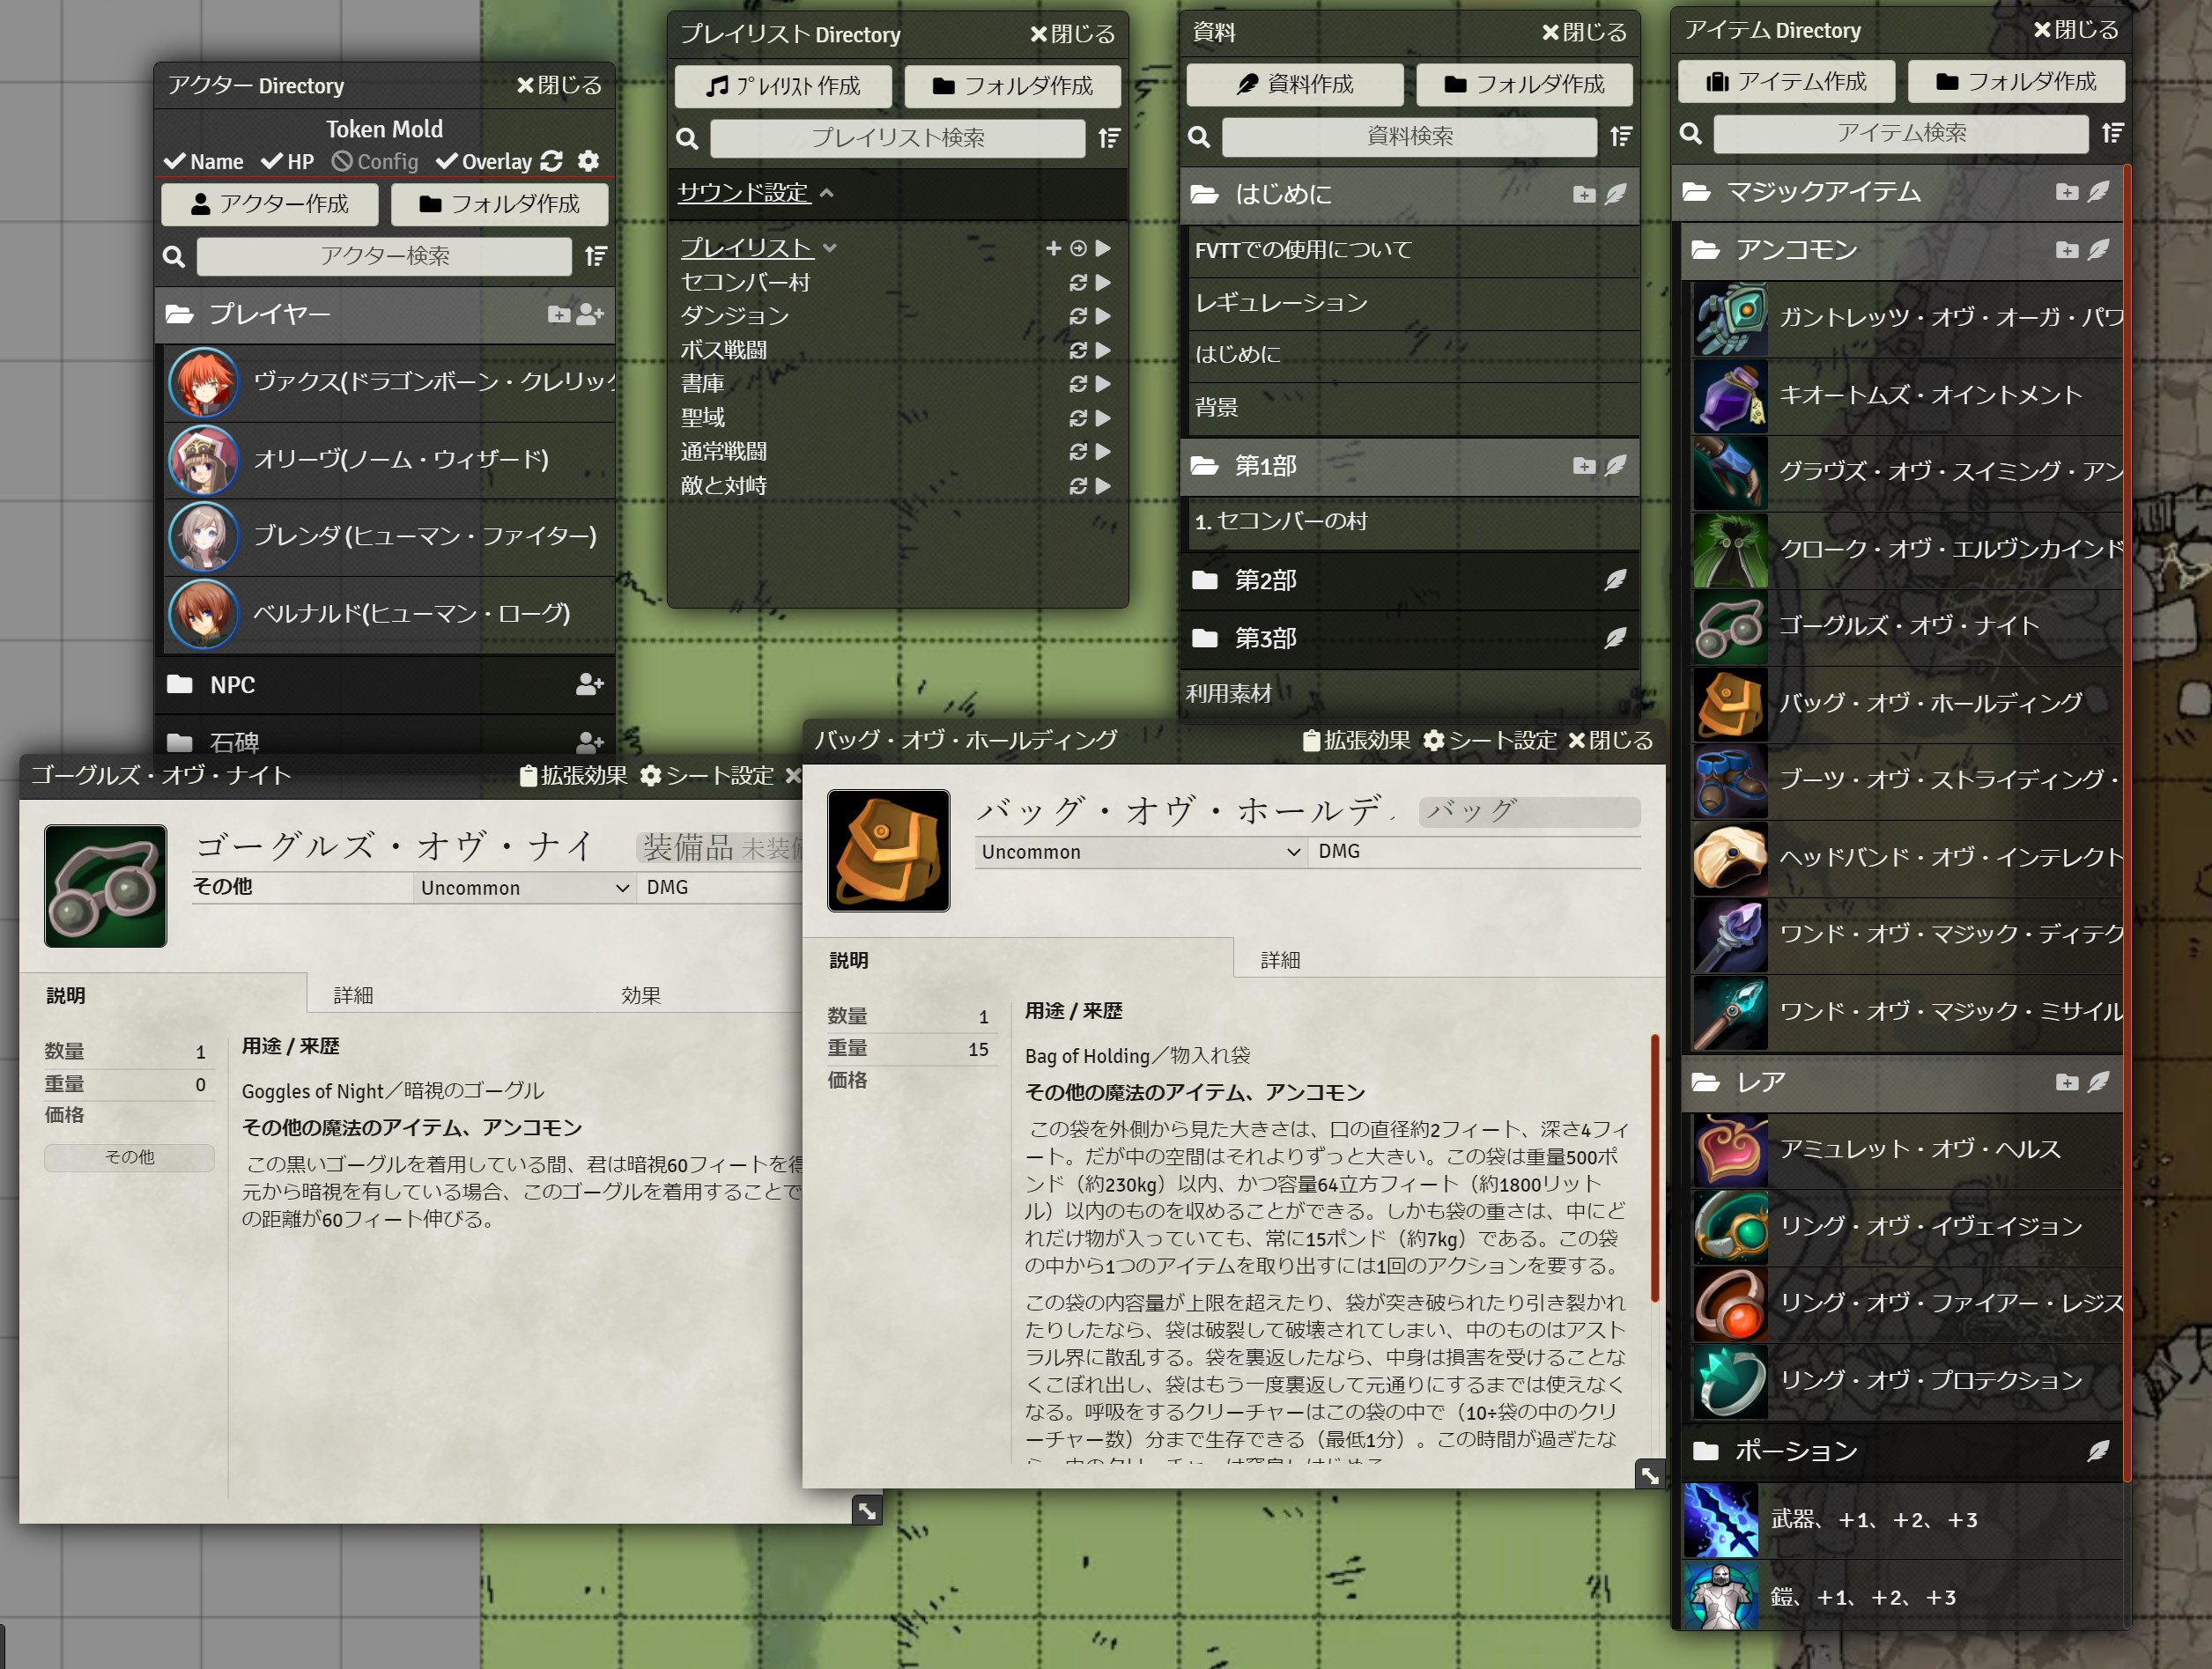 アクター Directory
閉じる
Token Mold
Name HP Config Overlay
アクター作成 フォルダ作成
アクター検索
プレイヤー
ヴァクス(ドラゴンボーン・クレリック
オリーヴ(ノーム・ウィザード)
ブレンダ (ヒューマン・ファイター)
ベルナルド(ヒューマン・ローグ)
NPC
石碑
プレイリスト Directory
閉じる
プレイリスト作成 フォルダ作成
プレイリスト検索
サウンド設定
プレイリスト
セコンバー村
ダンジョン
ボス戦闘
書庫
聖域
通常戦闘
敵と対峙
資料
閉じる
資料作成 フォルダ作成
資料検索
はじめに
FVTTでの使用について
レギュレーション
はじめに
背景
第1部
1. セコンバーの村
第2部
第3部
利用素材
アイテム Directory
閉じる
アイテム作成 フォルダ作成
アイテム検索
マジックアイテム
アンコモン
ガントレッツ・オヴ・オーガ・パワ
キオートムズ・オイントメント
グラヴズ・オヴ・スイミング・アン
クローク・オヴ・エルヴンカインド
ゴーグルズ・オヴ・ナイト
バッグ・オヴ・ホールディング
ブーツ・オヴ・ストライディング・
ヘッドバンド・オヴ・インテレクト
ワンド・オヴ・マジック・ディテク
ワンド・オヴ・マジック・ミサイル
レア
アミュレット・オヴ・ヘルス
リング・オヴ・イヴェイジョン
リング・オヴ・ファイアー・レジス
リング・オヴ・プロテクション
ポーション
武器、＋1、＋2、＋3
鎧、＋1、＋2、＋3
ゴーグルズ・オヴ・ナイト
拡張効果 シート設定
ゴーグルズ・オヴ・ナイ
装備品 未装備
その他 Uncommon DMG
説明 詳細 効果
数量 1
重量 0
価格
その他
用途 / 来歴
Goggles of Night／暗視のゴーグル
その他の魔法のアイテム、アンコモン
この黒いゴーグルを着用している間、君は暗視60フィートを得
元から暗視を有している場合、このゴーグルを着用することで
の距離が60フィート伸びる。
バッグ・オヴ・ホールディング
拡張効果 シート設定 閉じる
バッグ・オヴ・ホールデ
バッグ
Uncommon DMG
説明 詳細
数量 1
重量 15
価格
用途 / 来歴
Bag of Holding／物入れ袋
その他の魔法のアイテム、アンコモン
この袋を外側から見た大きさは、口の直径約2フィート、深さ4フィ
ート。だが中の空間はそれよりずっと大きい。この袋は重量500ポ
ンド（約230kg）以内、かつ容量64立方フィート（約1800リット
ル）以内のものを収めることができる。しかも袋の重さは、中にど
れだけ物が入っていても、常に15ポンド（約7kg）である。この袋
の中から1つのアイテムを取り出すには1回のアクションを要する。
この袋の内容量が上限を超えたり、袋が突き破られたり引き裂かれ
たりしたなら、袋は破裂して破壊されてしまい、中のものはアスト
ラル界に散乱する。袋を裏返したなら、中身は損害を受けることな
くこぼれ出し、袋はもう一度裏返して元通りにするまでは使えなく
なる。呼吸をするクリーチャーはこの袋の中で（10÷袋の中のクリ
ーチャー数）分まで生存できる（最低1分）。この時間が過ぎたな